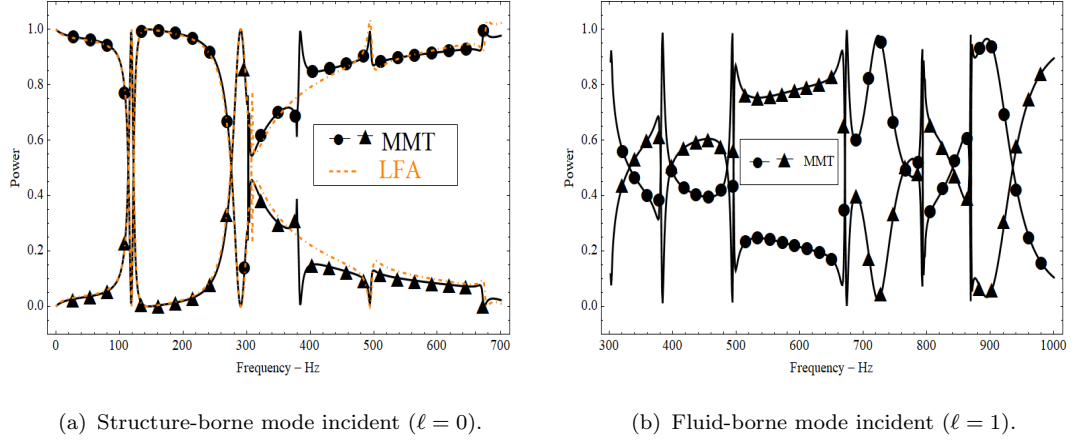 1.0
0.8
0.6
0.4
0.2
0.0
Power
0 100 200 300 400 500 600 700
Frequency – Hz
MMT
LFA
(a) Structure-borne mode incident (ℓ = 0).
1.0
0.8
0.6
0.4
0.2
0.0
Power
300 400 500 600 700 800 900 1000
Frequency – Hz
MMT
(b) Fluid-borne mode incident (ℓ = 1).